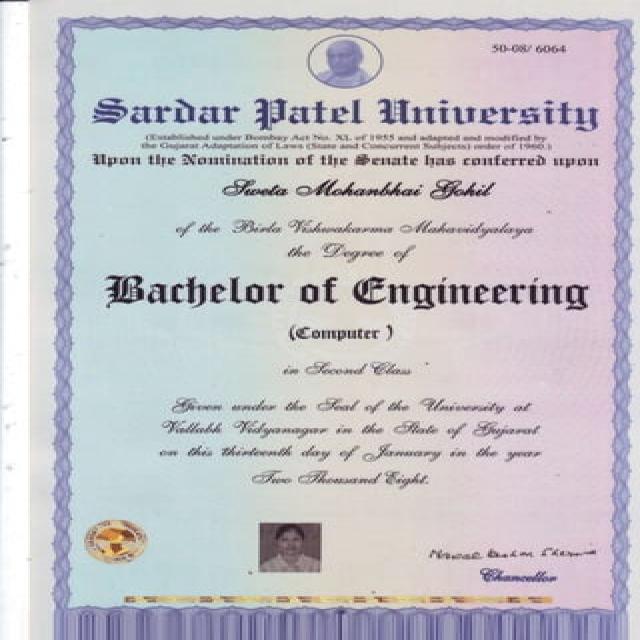 50-08/ 6064
Sardar Patel University
(Established under Bombay Act No. XL of 1955 and adapted and modified by
the Gujarat Adaptation of Laws (State and Concurrent Subjects) order of 1960.)
Upon the Nomination of the Senate has conferred upon
Sweta Mohanbhai Gohil
of the Birla Vishwakarma Mahavidyalaya
the Degree of
Bachelor of Engineering
(Computer )
in Second Class
Given under the Seal of the University at
Vallabh Vidyanagar in the State of Gujarat
on this thirteenth day of January in the year
Two Thousand Eight.
Chancellor